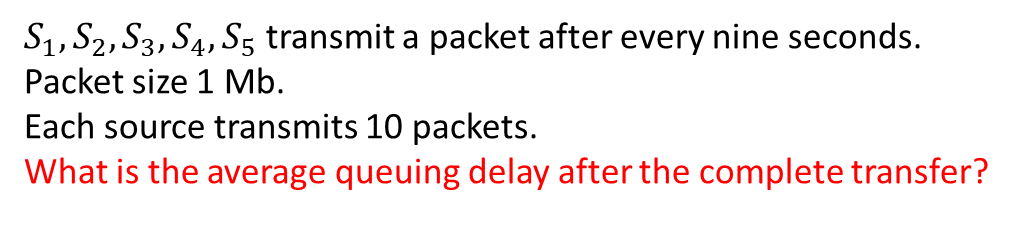 S₁, S₂, S₃, S₄, S₅ transmit a packet after every nine seconds.
Packet size 1 Mb.
Each source transmits 10 packets.
What is the average queuing delay after the complete transfer?